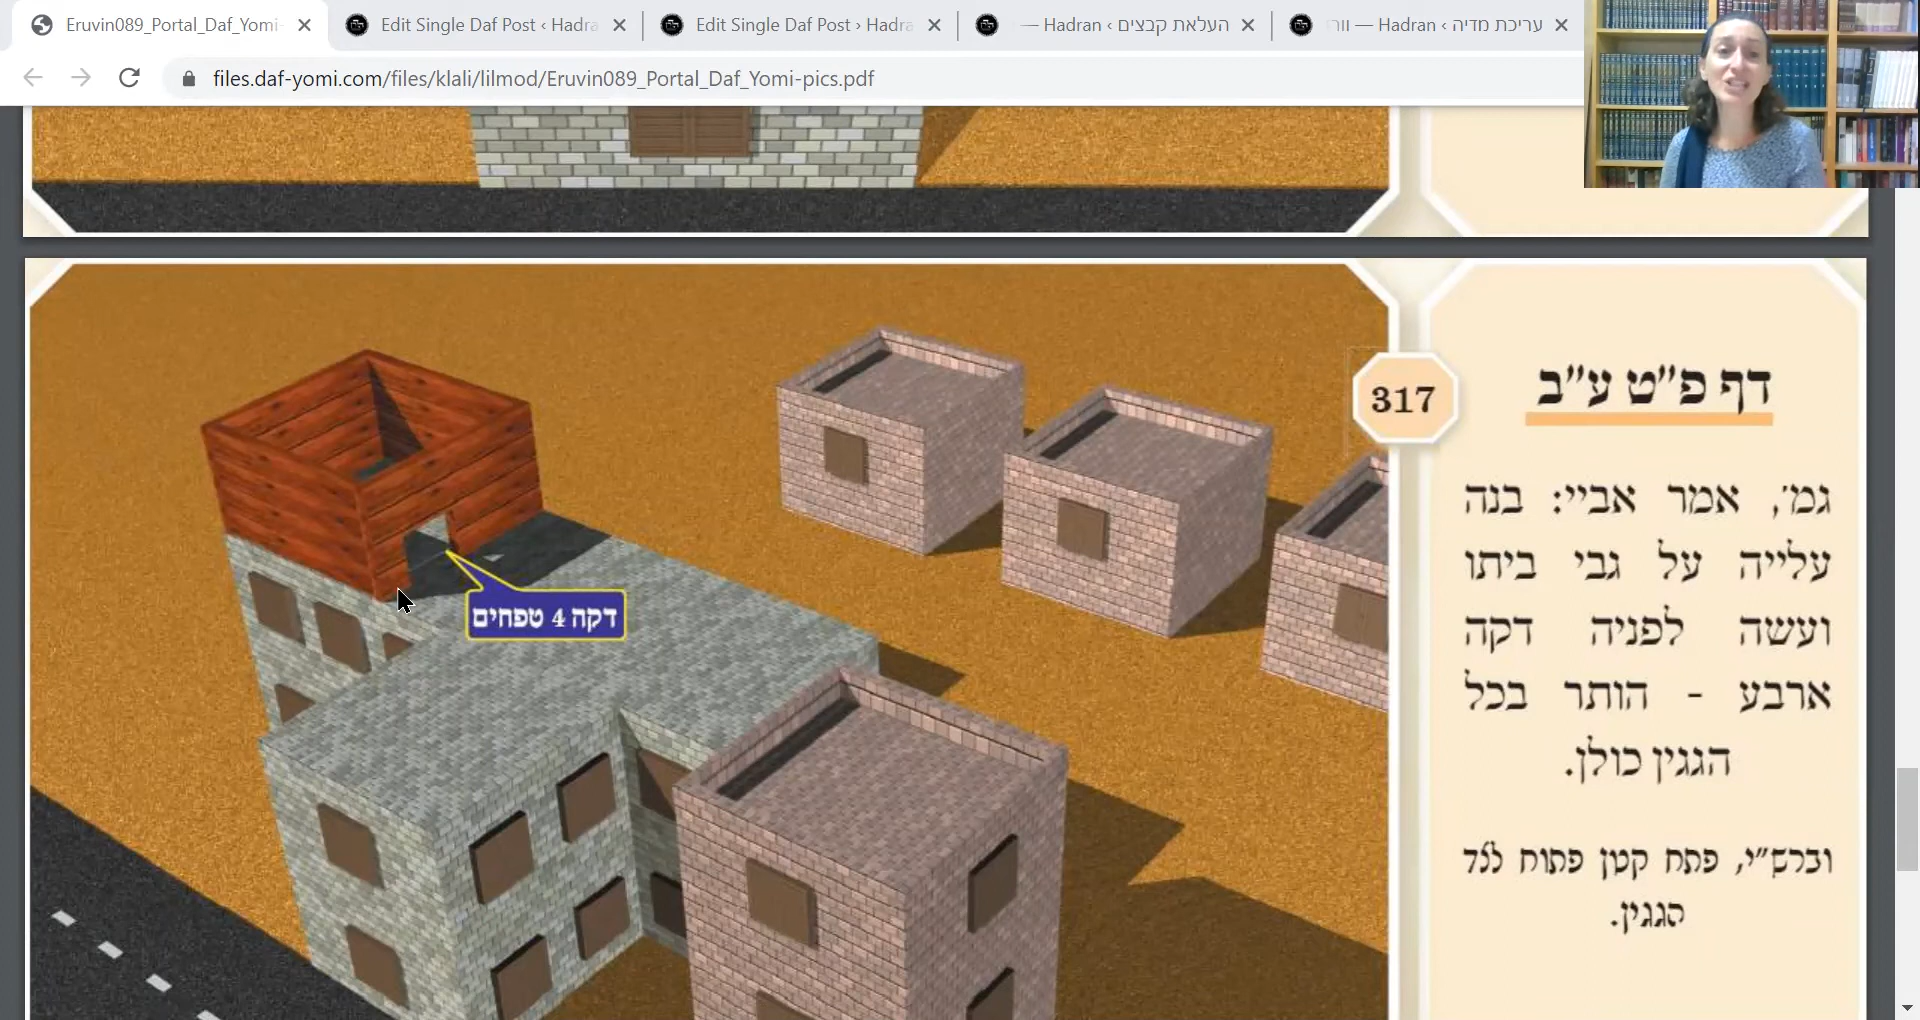 Eruvin089_Portal_Daf_Yomi-
Edit Single Daf Post ‹ Hadra
Edit Single Daf Post › Hadra
העלאת קבצים ‹ Hadran —
עריכת מדיה ‹ Hadran —
files.daf-yomi.com/files/klali/lilmod/Eruvin089_Portal_Daf_Yomi-pics.pdf
317
דף פ"ט ע"ב
גמ', אמר אביי: בנה
עלייה על גבי ביתו
ועשה לפניה דקה
ארבע - הותר בכל
הגגין כולן.
וברש"י, פתח קטן פתוח לכל
הגגין.
דקה 4 טפחים